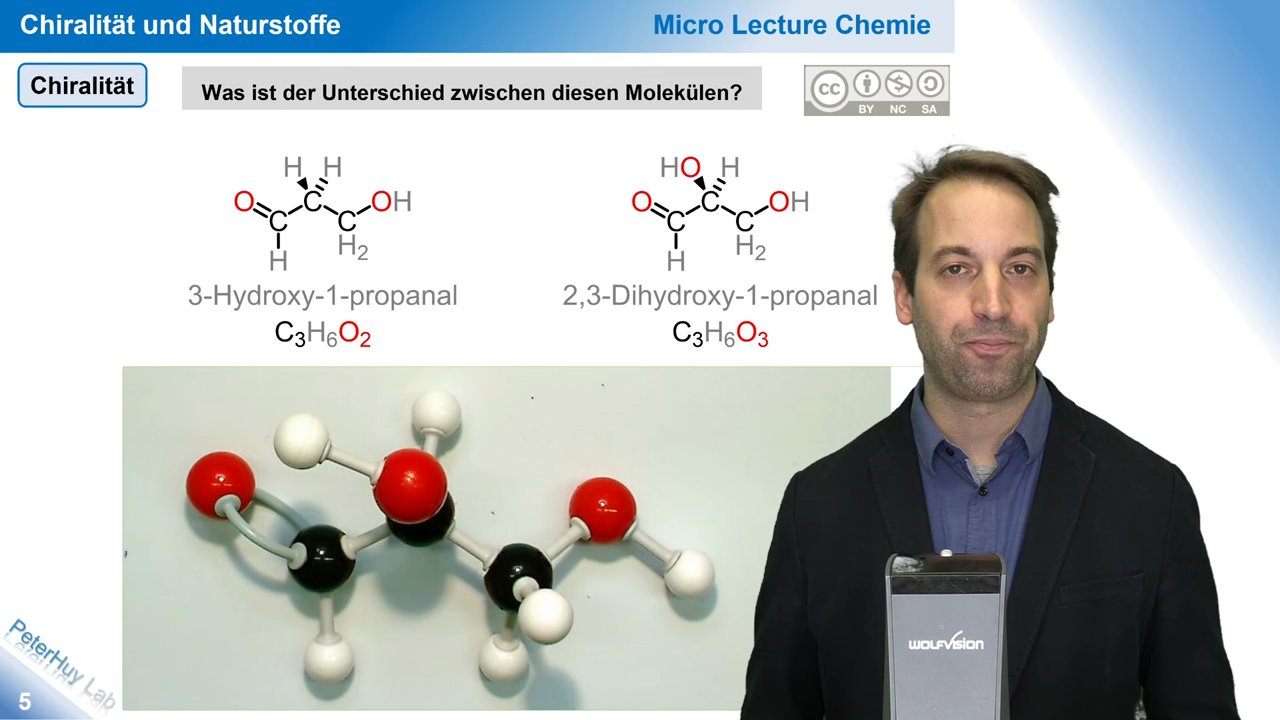 Chiralität und Naturstoffe
Micro Lecture Chemie
Chiralität
Was ist der Unterschied zwischen diesen Molekülen?
cc
BY NC SA
H H
O C OH
C C
H H2
HO H
O C OH
C C
H H2
3-Hydroxy-1-propanal
2,3-Dihydroxy-1-propanal
C3H6O2
C3H6O3
PeterHuy Lab
5
WOLFVISION